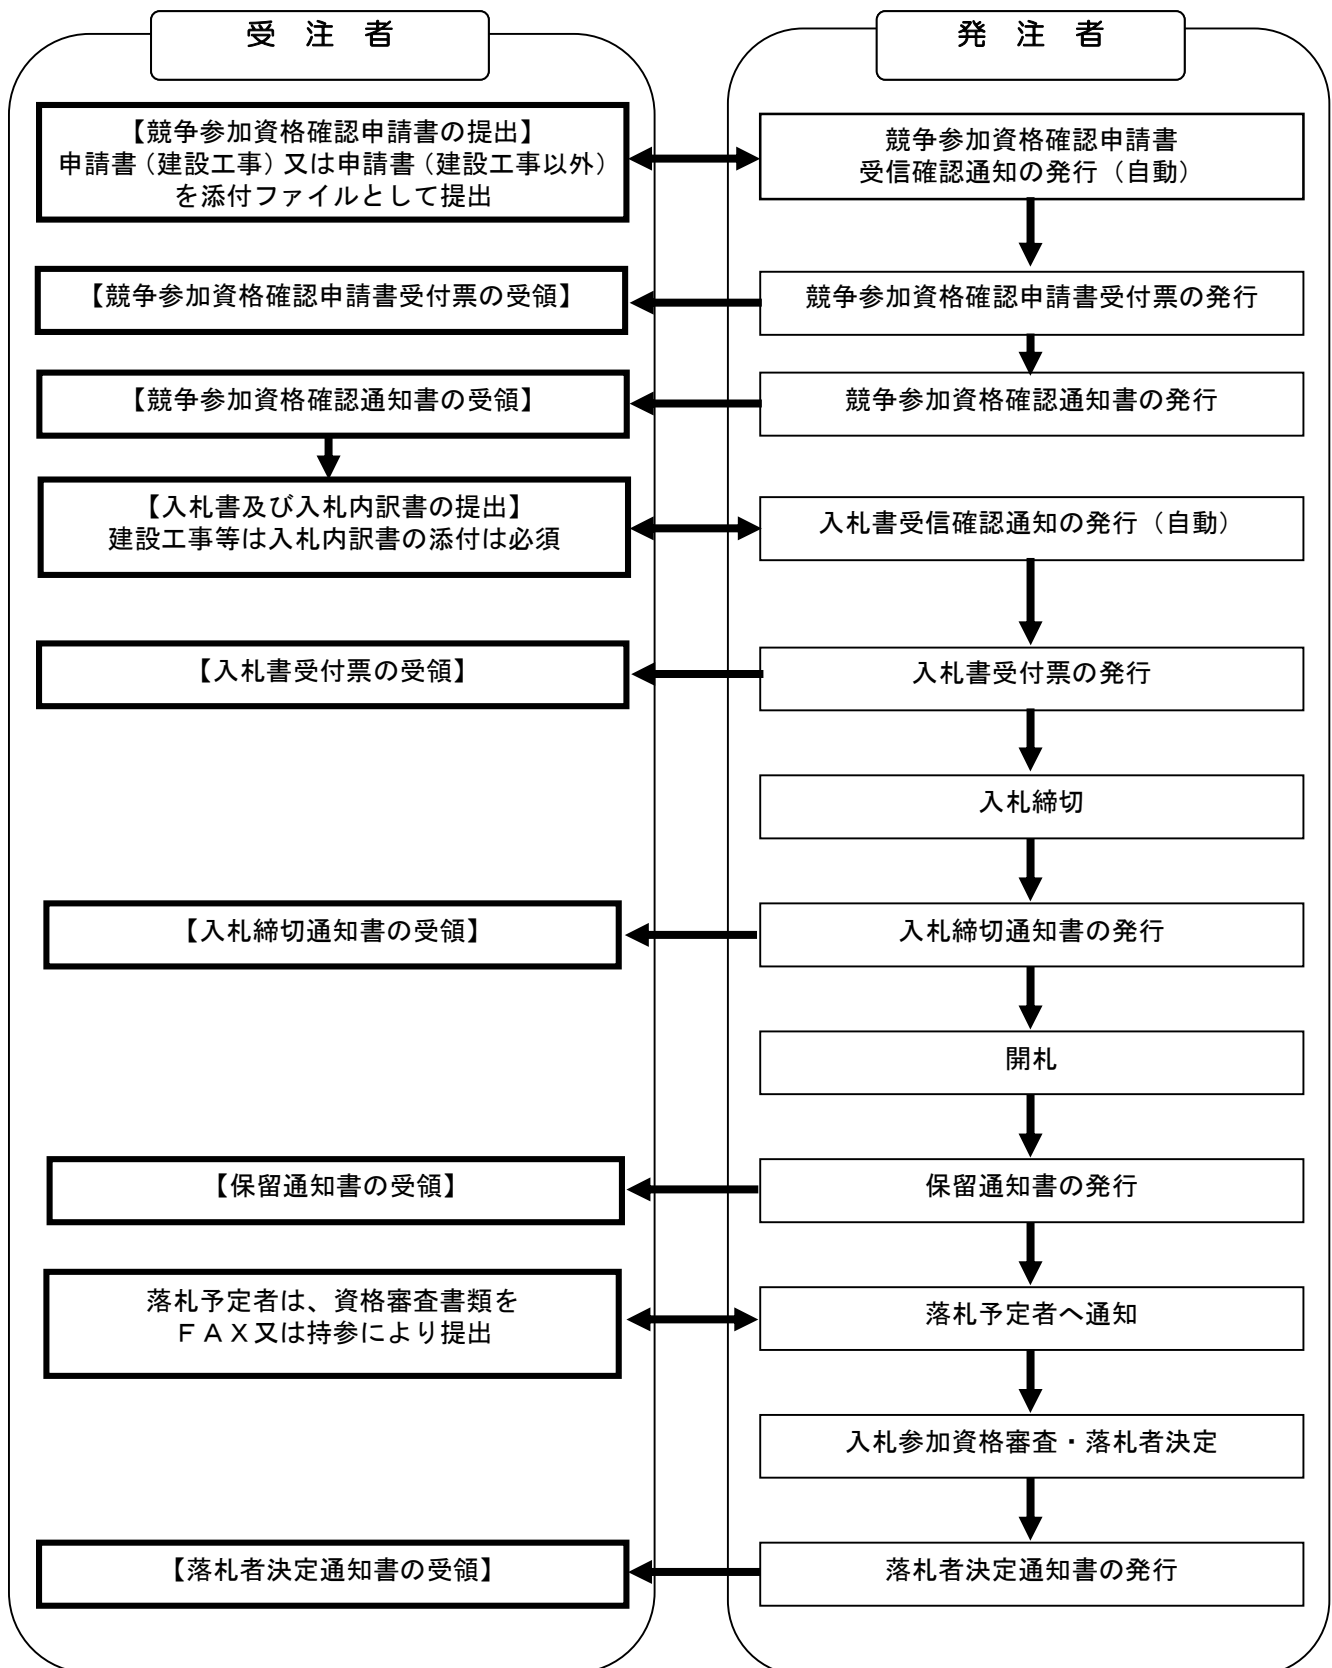 受　注　者
発　注　者
【競争参加資格確認申請書の提出】
申請書（建設工事）又は申請書（建設工事以外）
を添付ファイルとして提出
競争参加資格確認申請書
受信確認通知の発行（自動）
【競争参加資格確認申請書受付票の受領】
競争参加資格確認申請書受付票の発行
【競争参加資格確認通知書の受領】
競争参加資格確認通知書の発行
【入札書及び入札内訳書の提出】
建設工事等は入札内訳書の添付は必須
入札書受信確認通知の発行（自動）
【入札書受付票の受領】
入札書受付票の発行
入札締切
【入札締切通知書の受領】
入札締切通知書の発行
開札
【保留通知書の受領】
保留通知書の発行
落札予定者は、資格審査書類を
ＦＡＸ又は持参により提出
落札予定者へ通知
入札参加資格審査・落札者決定
【落札者決定通知書の受領】
落札者決定通知書の発行